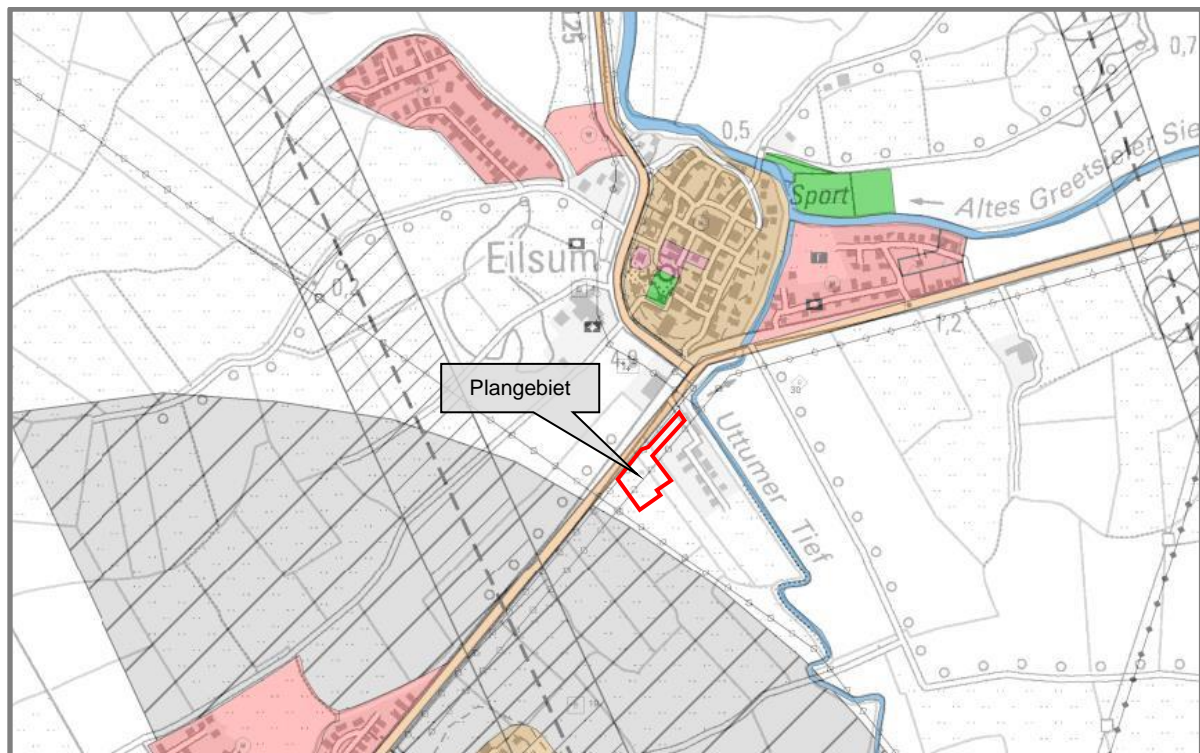 25
0,7
0,5
Sport
Altes Greetsieler Sie
Eilsum
0,2
1,2
4,9
30
Plangebiet
Uttumer Tief